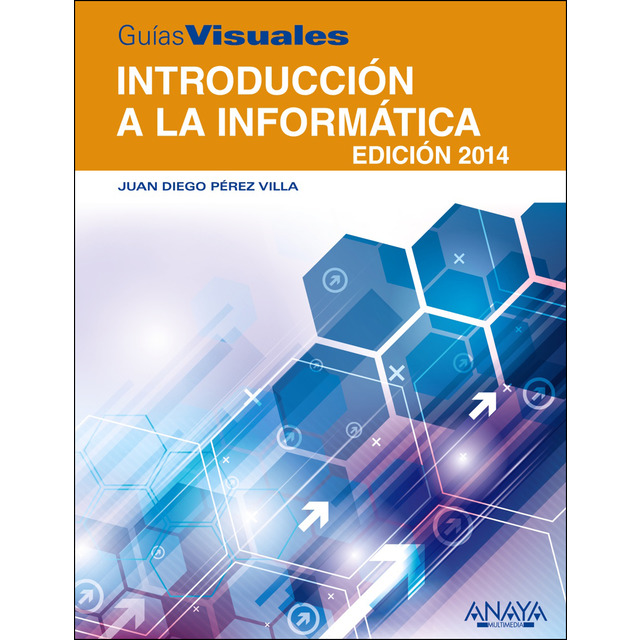 GuíasVisuales
INTRODUCCIÓN
A LA INFORMÁTICA
EDICIÓN 2014
JUAN DIEGO PÉREZ VILLA
ANAYA
MULTIMEDIA